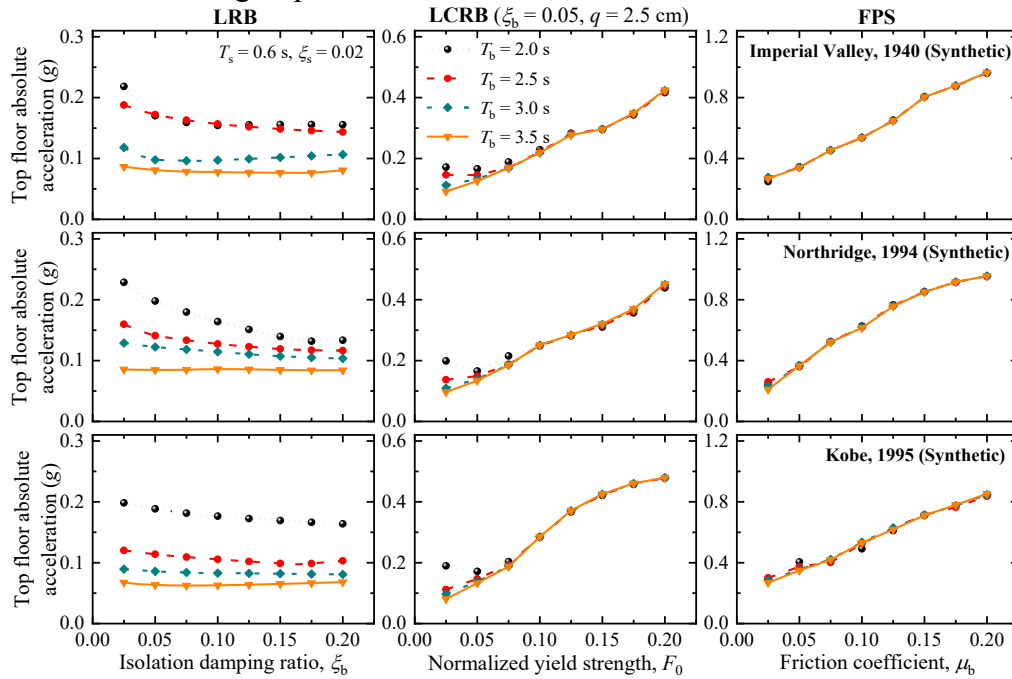 LRB
LCRB (ξb = 0.05, q = 2.5 cm)
FPS
Top floor absolute
acceleration (g)
0.3
0.2
0.1
0.0
Ts = 0.6 s, ξs = 0.02
0.6
0.4
0.2
0.0
Tb = 2.0 s
Tb = 2.5 s
Tb = 3.0 s
Tb = 3.5 s
1.2
0.8
0.4
0.0
Imperial Valley, 1940 (Synthetic)
Top floor absolute
acceleration (g)
0.3
0.2
0.1
0.0
0.6
0.4
0.2
0.0
1.2
0.8
0.4
0.0
Northridge, 1994 (Synthetic)
Top floor absolute
acceleration (g)
0.3
0.2
0.1
0.0
0.6
0.4
0.2
0.0
1.2
0.8
0.4
0.0
Kobe, 1995 (Synthetic)
0.00 0.05 0.10 0.15 0.20
0.00 0.05 0.10 0.15 0.20
0.00 0.05 0.10 0.15 0.20
Isolation damping ratio, ξb
Normalized yield strength, F0
Friction coefficient, μb